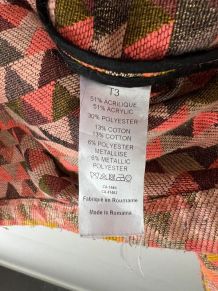 T3
51% ACRILIQUE
51% ACRYLIC
30% POLYESTER
13% COTON
13% COTTON
6% POLYESTER
METALLISE
6% METALLIC
POLYESTER
Fabriqué en Roumanie
Made in Romania